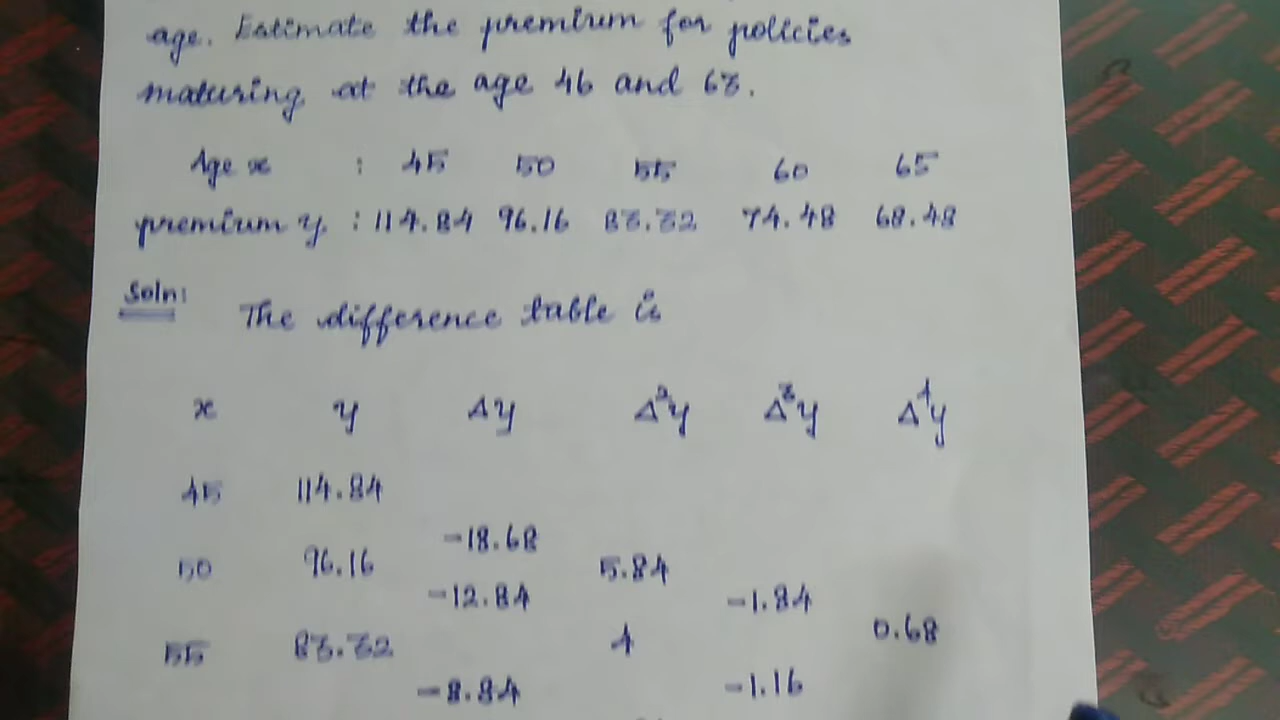 age. Estimate the premium for policies
maturing at the age 46 and 63.
Age x : 45 50 55 60 65
premium y : 114.84 96.16 83.32 74.48 68.48
Soln:
The difference table is
x y Δy Δ²y Δ³y Δ⁴y
45 114.84
-18.68
50 96.16 5.84
-12.84 -1.84
55 83.32 4 0.68
-8.84 -1.16